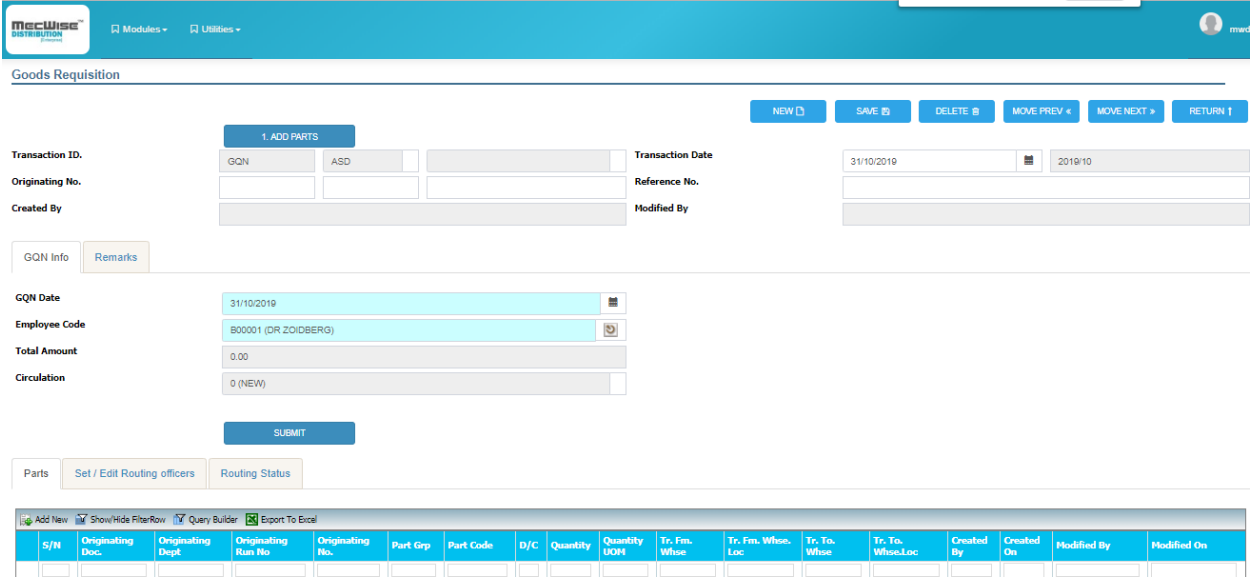 MecWise™
DISTRIBUTION
(Enterprise)
Modules
Utilities
mwd
Goods Requisition
NEW
SAVE
DELETE
MOVE PREV «
MOVE NEXT »
RETURN
1. ADD PARTS
Transaction ID. GQN ASD Transaction Date 31/10/2019 2019/10
Originating No. Reference No.
Created By Modified By
GQN Info Remarks
GQN Date 31/10/2019
Employee Code B00001 (DR ZOIDBERG)
Total Amount 0.00
Circulation 0 (NEW)
SUBMIT
Parts Set / Edit Routing officers Routing Status
Add New Show/Hide FilterRow Query Builder Export To Excel
S/N
Originating
Doc.
Originating
Dept
Originating
Run No
Originating
No.
Part Grp
Part Code
D/C
Quantity
Quantity
UOM
Tr. Fm.
Whse
Tr. Fm. Whse.
Loc
Tr. To.
Whse
Tr. To.
Whse.Loc
Created
By
Created
On
Modified By
Modified On